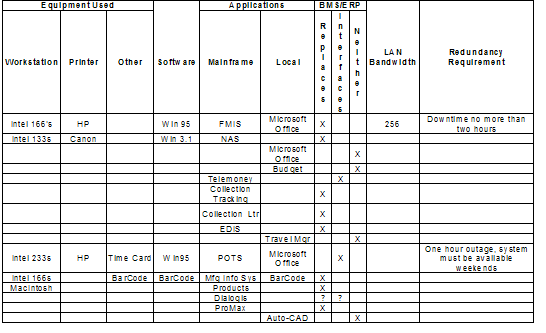 Equipment Used Applications BMS/ERP
Workstation Printer Other Software Mainframe Local Replaces Interfaces Neither LAN Bandwidth Redundancy Requirement
Intel 166's HP Win 95 FMIS Microsoft Office X 256 Downtime no more than two hours
Intel 133s Canon Win 3.1 NAS X
Microsoft Office X
Budget X
Telemoney X
Collection Tracking X
Collection Ltr X
EDIS X
Travel Mgr X
Intel 233s HP Time Card Win95 POTS Microsoft Office X One hour outage, system must be available weekends
Intel 166s BarCode BarCode Mfg Info Sys BarCode X
Macintosh Products X
Dialogis ? ?
ProMax X
Auto-CAD X